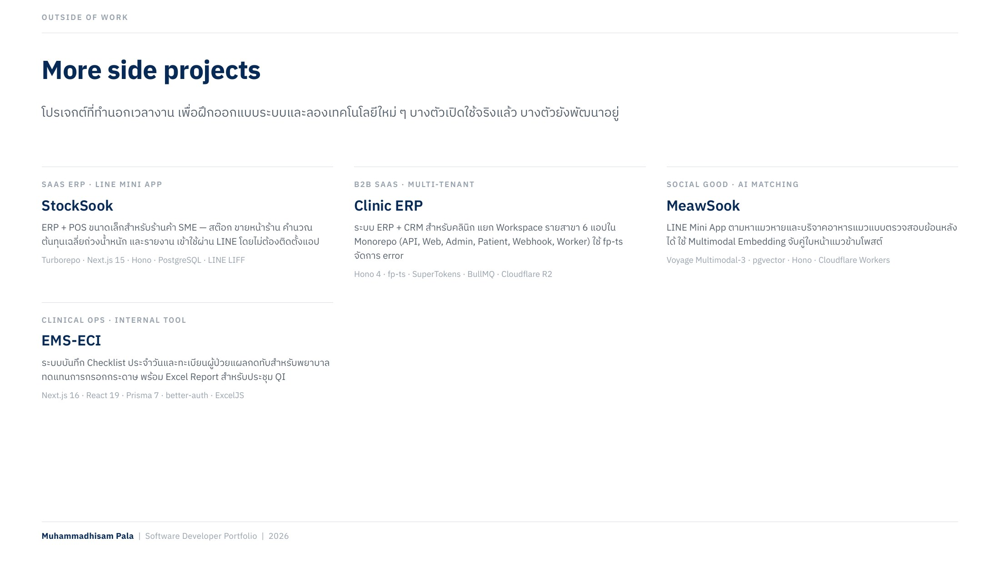 OUTSIDE OF WORK
More side projects
โปรเจกต์ที่ทำนอกเวลางาน เพื่อฝึกออกแบบระบบและลองเทคโนโลยีใหม่ ๆ บางตัวเปิดใช้จริงแล้ว บางตัวยังพัฒนาอยู่
SAAS ERP · LINE MINI APP
StockSook
ERP + POS ขนาดเล็กสำหรับร้านค้า SME — สต๊อก ขายหน้าร้าน คำนวณ
ต้นทุนเฉลี่ยถ่วงน้ำหนัก และรายงาน เข้าใช้ผ่าน LINE โดยไม่ต้องติดตั้งแอป
Turborepo · Next.js 15 · Hono · PostgreSQL · LINE LIFF
B2B SAAS · MULTI-TENANT
Clinic ERP
ระบบ ERP + CRM สำหรับคลินิก แยก Workspace รายสาขา 6 แอปใน
Monorepo (API, Web, Admin, Patient, Webhook, Worker) ใช้ fp-ts
จัดการ error
Hono 4 · fp-ts · SuperTokens · BullMQ · Cloudflare R2
SOCIAL GOOD · AI MATCHING
MeawSook
LINE Mini App ตามหาแมวหายและบริจาคอาหารแมวแบบตรวจสอบย้อนหลัง
ได้ ใช้ Multimodal Embedding จับคู่ใบหน้าแมวข้ามโพสต์
Voyage Multimodal-3 · pgvector · Hono · Cloudflare Workers
CLINICAL OPS · INTERNAL TOOL
EMS-ECI
ระบบบันทึก Checklist ประจำวันและทะเบียนผู้ป่วยแผลกดทับสำหรับพยาบาล
ทดแทนการกรอกกระดาษ พร้อม Excel Report สำหรับประชุม QI
Next.js 16 · React 19 · Prisma 7 · better-auth · ExcelJS
Muhammadhisam Pala | Software Developer Portfolio | 2026